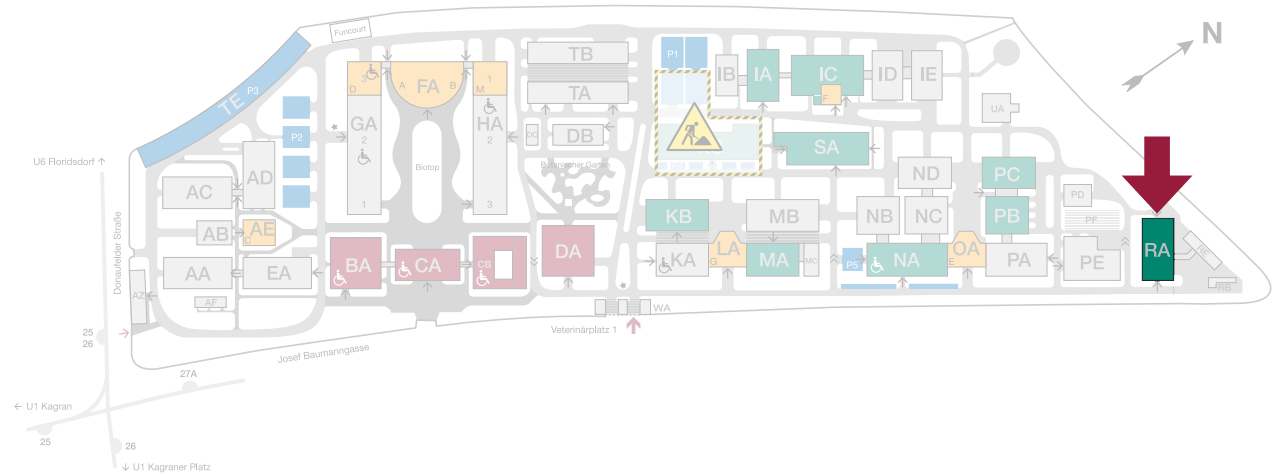 Funcourt
N
TE P3
P2
P1
3
D
A FA B
1
M
GA
2
1
HA
2
3
Biotop
TB
TA
DB
Botanischer Garten
IB
IA
IC
F
ID
IE
UA
SA
U6 Floridsdorf ↑
AC
AD
AB
AE
C
AA
EA
AF
AZ
BA
CA
CB
DA
KB
KA
LA
G
MB
MA
MC
ND
NB
NC
NA
P5
OA
E
PC
PB
PA
PD
PF
PE
RA
RE
RB
WA
Veterinärplatz 1
Donaufelder Straße
Josef Baumanngasse
25
26
27A
← U1 Kagran
25
26
↓ U1 Kagraner Platz